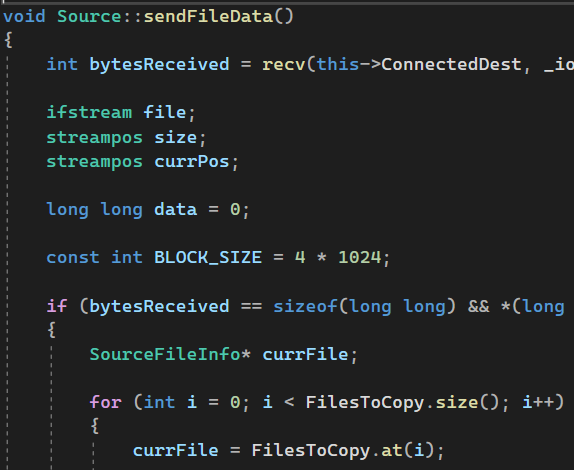 void Source::sendFileData()
{
    int bytesReceived = recv(this->ConnectedDest, _io
    ifstream file;
    streampos size;
    streampos currPos;
    long long data = 0;
    const int BLOCK_SIZE = 4 * 1024;
    if (bytesReceived == sizeof(long long) && *(long
    {
        SourceFileInfo* currFile;
        for (int i = 0; i < FilesToCopy.size(); i++)
        {
            currFile = FilesToCopy.at(i);